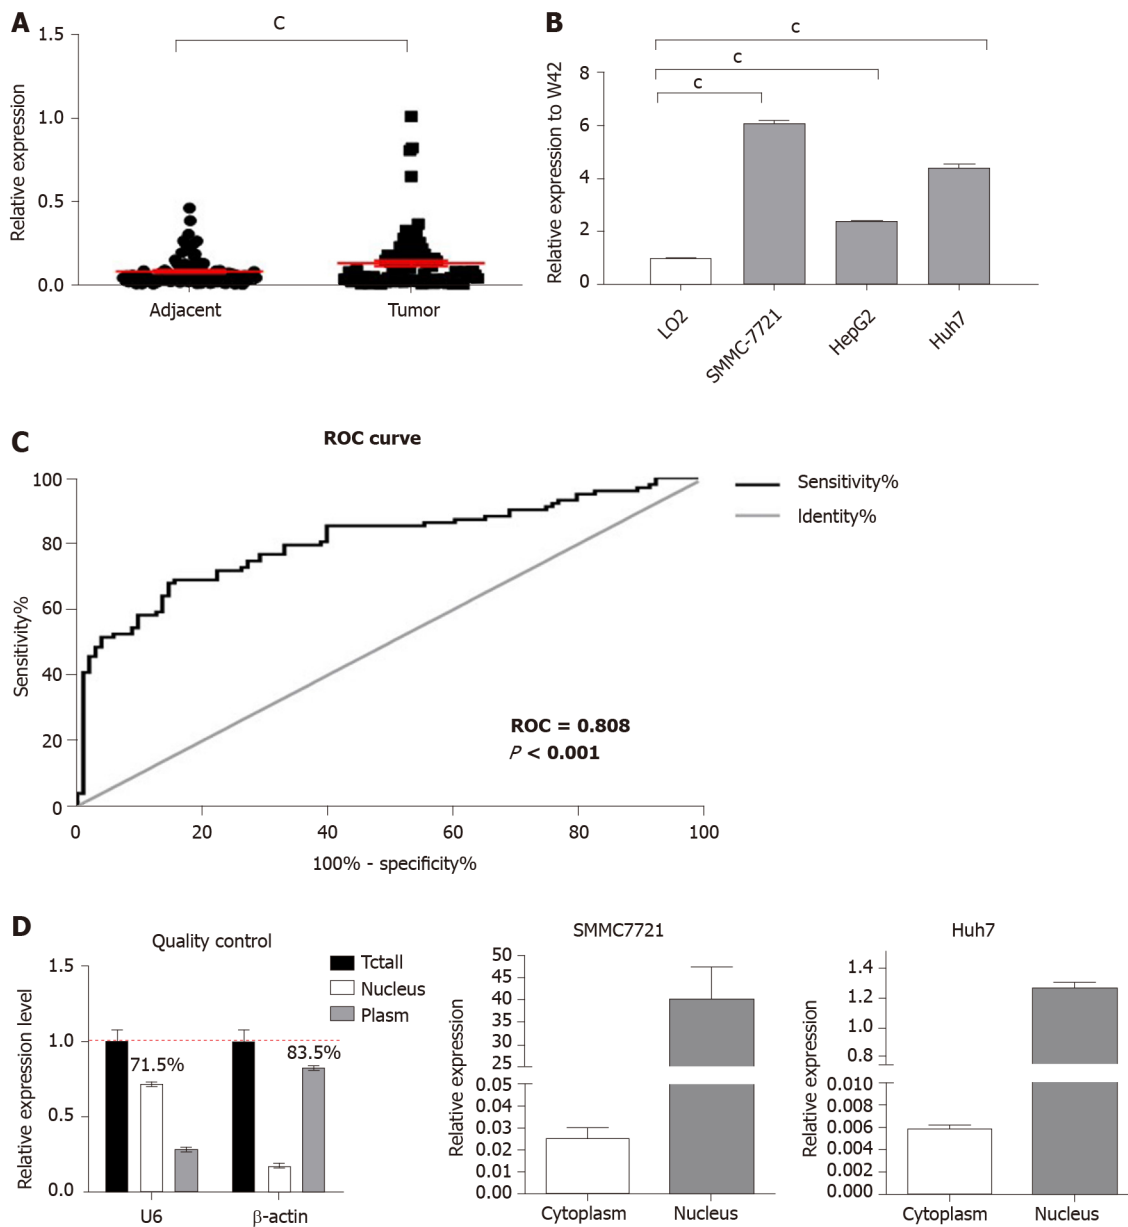 A
C
1.5
1.0
0.5
0.0
Relative expression
Adjacent
Tumor
B
c
c
c
8
6
4
2
0
Relative expression to W42
LO2
SMMC-7721
HepG2
Huh7
C
ROC curve
100
80
60
40
20
0
Sensitivity%
0
20
40
60
80
100
100% - specificity%
Sensitivity%
Identity%
ROC = 0.808
P < 0.001
D
Quality control
1.5
1.0
0.5
0.0
Relative expression level
Tctall
Nucleus
Plasm
71.5%
83.5%
U6
β-actin
SMMC7721
50
45
40
35
30
25
0.05
0.04
0.03
0.02
0.01
0.00
Relative expression
Cytoplasm
Nucleus
Huh7
1.4
1.2
1.0
0.8
0.010
0.008
0.006
0.004
0.002
0.000
Relative expression
Cytoplasm
Nucleus